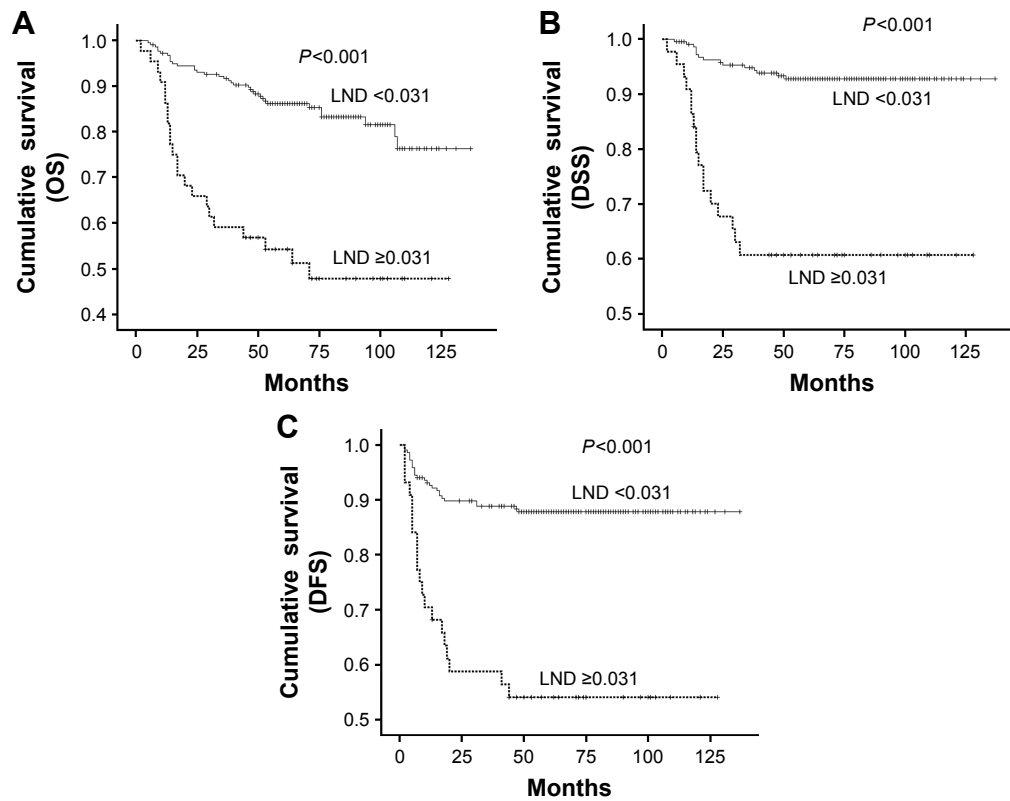 A
Cumulative survival
(OS)
1.0
0.9
0.8
0.7
0.6
0.5
0.4
P<0.001
LND <0.031
LND ≥0.031
0 25 50 75 100 125
Months
B
Cumulative survival
(DSS)
1.0
0.9
0.8
0.7
0.6
0.5
P<0.001
LND <0.031
LND ≥0.031
0 25 50 75 100 125
Months
C
Cumulative survival
(DFS)
1.0
0.9
0.8
0.7
0.6
0.5
P<0.001
LND <0.031
LND ≥0.031
0 25 50 75 100 125
Months